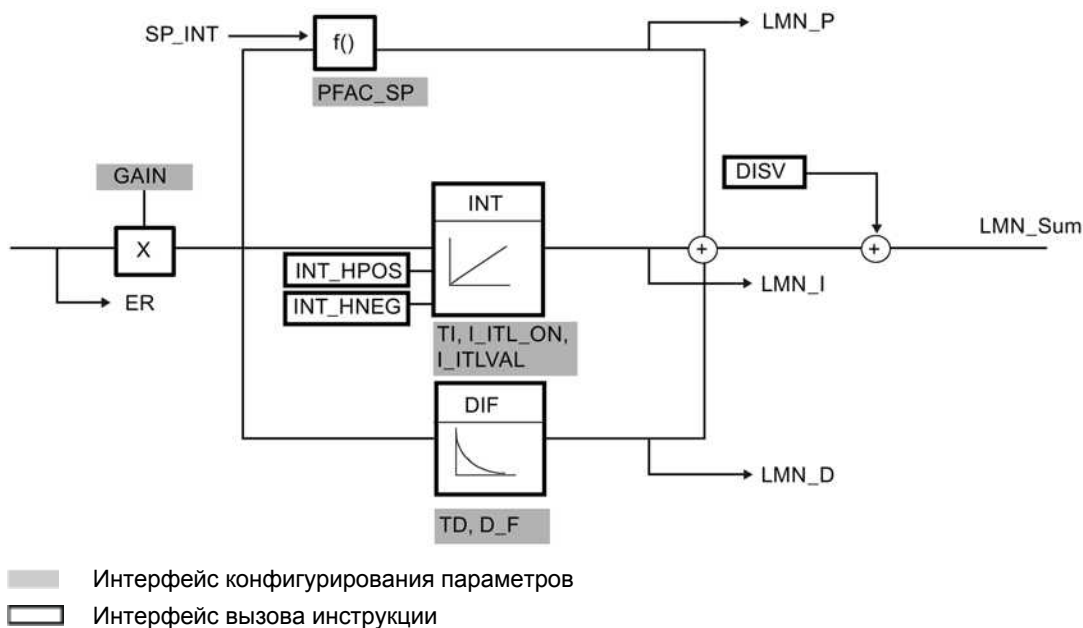 SP_INT
f()
LMN_P
PFAC_SP
GAIN
DISV
INT
X
LMN_Sum
INT_HPOS
+
+
ER
INT_HNEG
LMN_I
TI, I_ITL_ON,
I_ITLVAL
DIF
LMN_D
TD, D_F
Интерфейс конфигурирования параметров
Интерфейс вызова инструкции